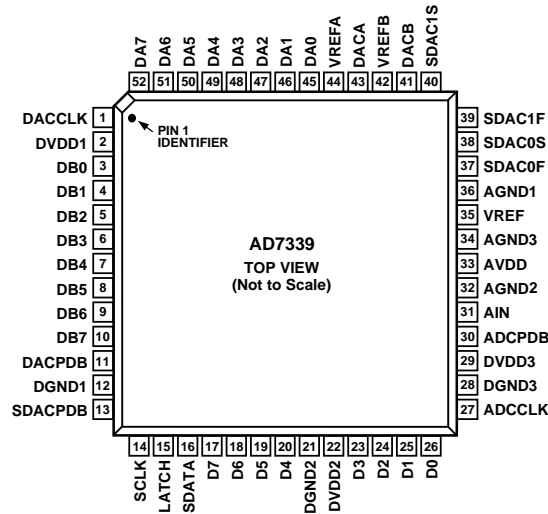 DA7 DA6 DA5 DA4 DA3 DA2 DA1 DA0 VREFA DACA VREFB DACB SDAC1S
52 51 50 49 48 47 46 45 44 43 42 41 40
DACCLK 1
DVDD1 2
DB0 3
DB1 4
DB2 5
DB3 6
DB4 7
DB5 8
DB6 9
DB7 10
DACPDB 11
DGND1 12
SDACPDB 13
PIN 1
IDENTIFIER
AD7339
TOP VIEW
(Not to Scale)
39 SDAC1F
38 SDAC0S
37 SDAC0F
36 AGND1
35 VREF
34 AGND3
33 AVDD
32 AGND2
31 AIN
30 ADCPDB
29 DVDD3
28 DGND3
27 ADCCLK
14 15 16 17 18 19 20 21 22 23 24 25 26
SCLK LATCH SDATA D7 D6 D5 D4 DGND2 DVDD2 D3 D2 D1 D0